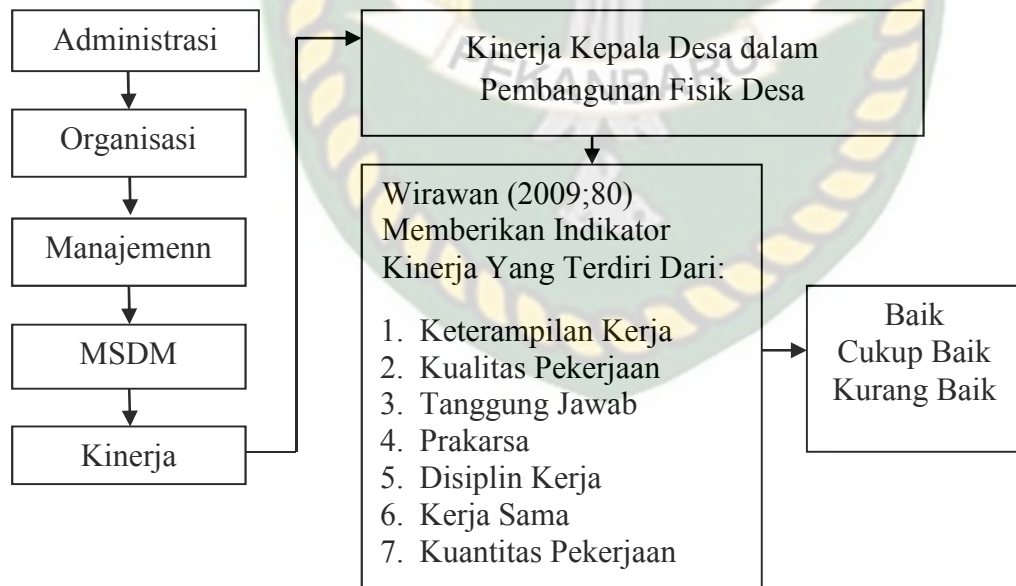 Administrasi
Organisasi
Manajemenn
MSDM
Kinerja
Kinerja Kepala Desa dalam
Pembangunan Fisik Desa
PEKANBARU
Wirawan (2009;80)
Memberikan Indikator
Kinerja Yang Terdiri Dari:
1. Keterampilan Kerja
2. Kualitas Pekerjaan
3. Tanggung Jawab
4. Prakarsa
5. Disiplin Kerja
6. Kerja Sama
7. Kuantitas Pekerjaan
Baik
Cukup Baik
Kurang Baik